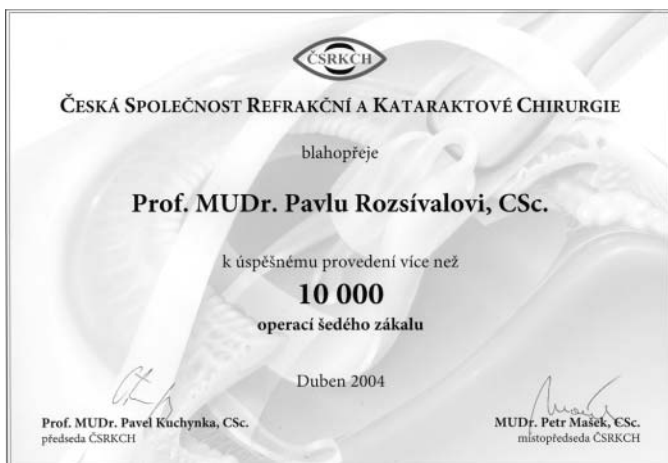 ČSRKCH
ČESKÁ SPOLEČNOST REFRAKČNÍ A KATARAKTOVÉ CHIRURGIE
blahopřeje
Prof. MUDr. Pavlu Rozsívalovi, CSc.
k úspěšnému provedení více než
10 000
operací šedého zákalu
Duben 2004
Prof. MUDr. Pavel Kuchynka, CSc.
předseda ČSRKCH
MUDr. Petr Mašek, CSc.
místopředseda ČSRKCH